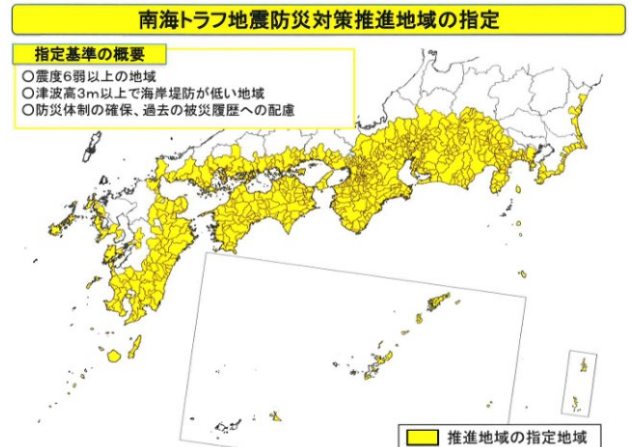 南海トラフ地震防災対策推進地域の指定
指定基準の概要
○震度6弱以上の地域
○津波高3m以上で海岸堤防が低い地域
○防災体制の確保、過去の被災履歴への配慮
推進地域の指定地域